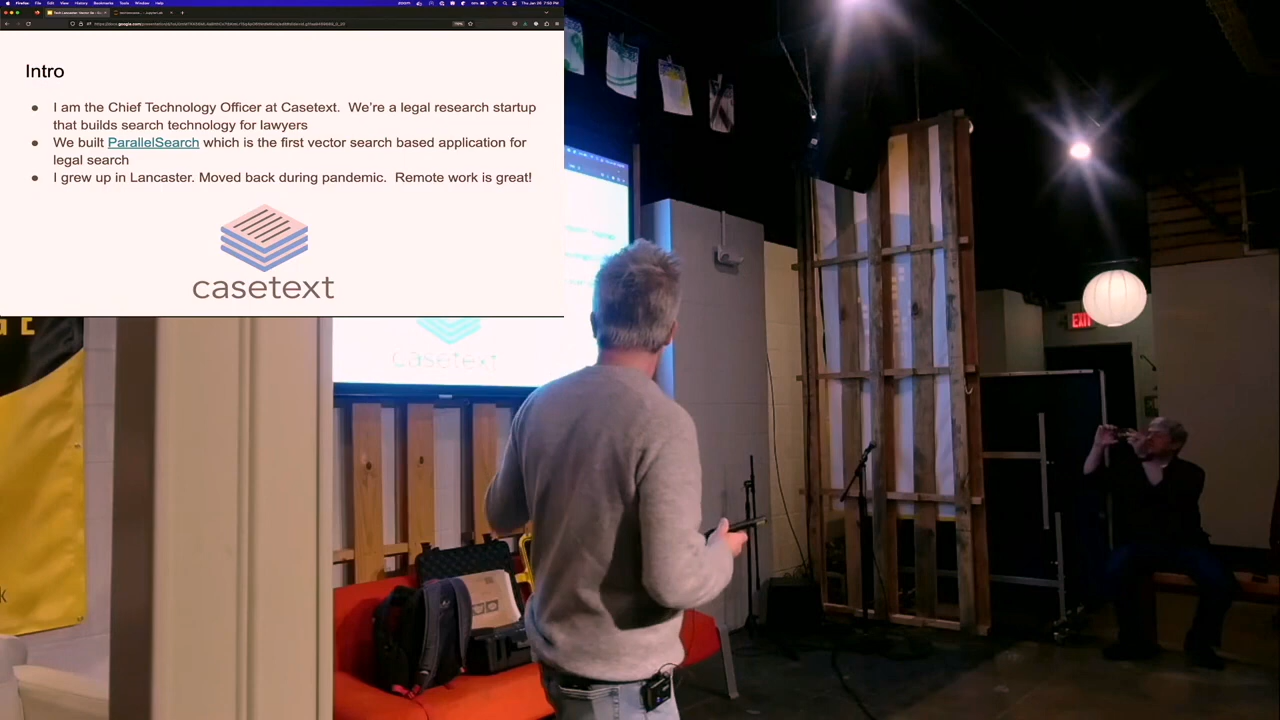 Intro
● I am the Chief Technology Officer at Casetext. We're a legal research startup
that builds search technology for lawyers
● We built ParallelSearch which is the first vector search based application for
legal search
● I grew up in Lancaster. Moved back during pandemic. Remote work is great!
casetext
casetext
EXIT